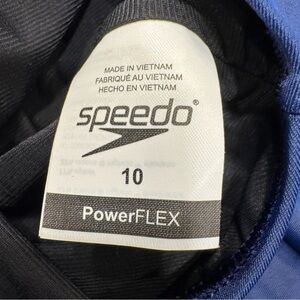 MADE IN VIETNAM
FABRIQUÉ AU VIETNAM
HECHO EN VIETNAM
speedo®
10
PowerFLEX